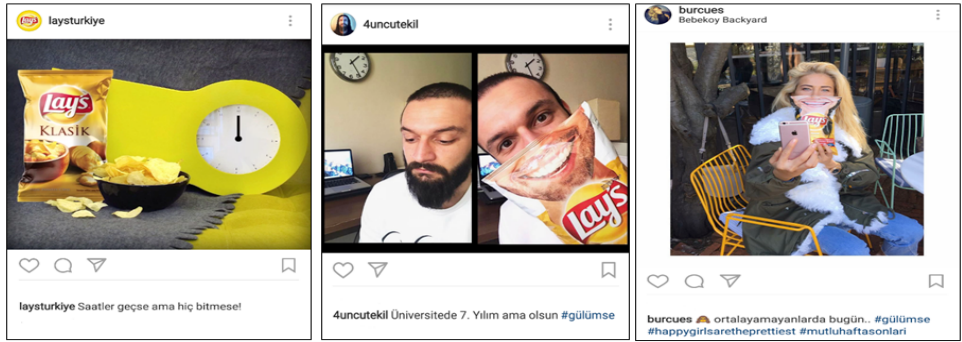 laysturkiye
Lay's
KLASİK
laysturkiye Saatler geçse ama hiç bitmese!
4uncutekil
Lay's
4uncutekil Üniversitede 7. Yılım ama olsun #gülümse
burcues
Bebekoy Backyard
Lay's
burcues 🙈 ortalayamayanlarda bugün.. #gülümse
#happygirlsaretheprettiest #mutluhaftasonlari